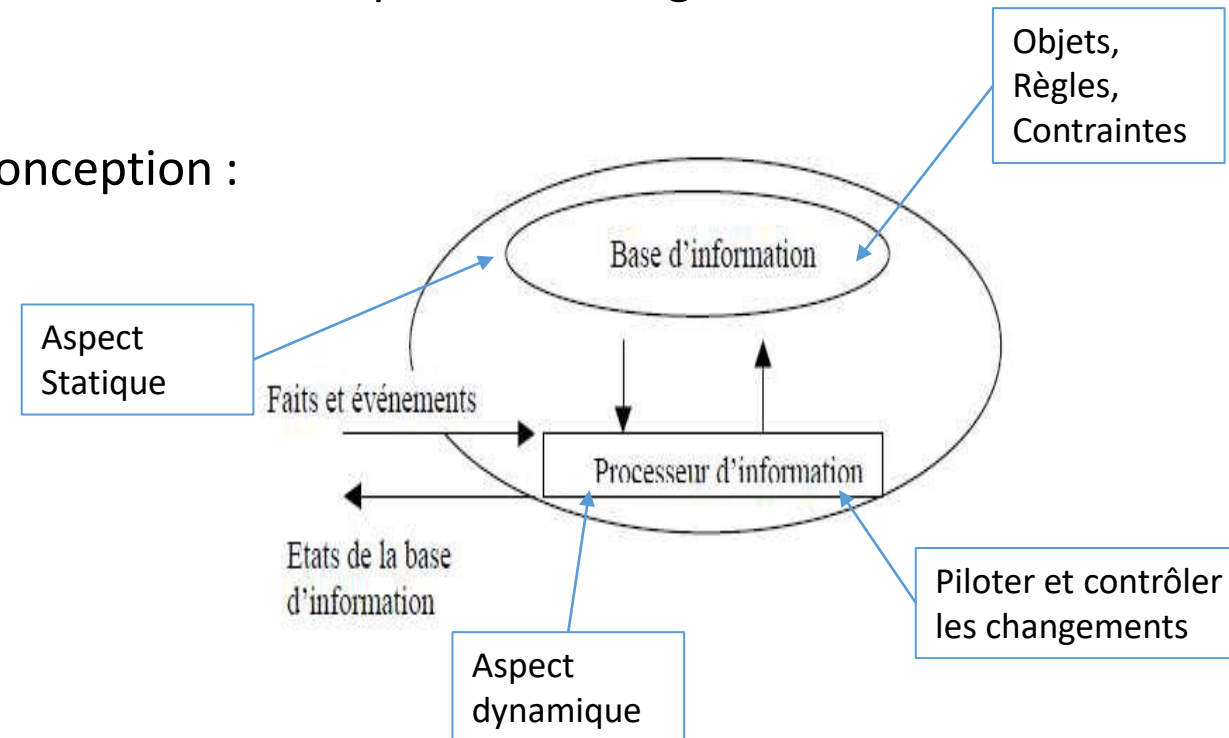 Objets,
Règles,
Contraintes
onception :
Base d'information
Aspect
Statique
Faits et événements
Processeur d'information
Etats de la base
d'information
Piloter et contrôler
les changements
Aspect
dynamique